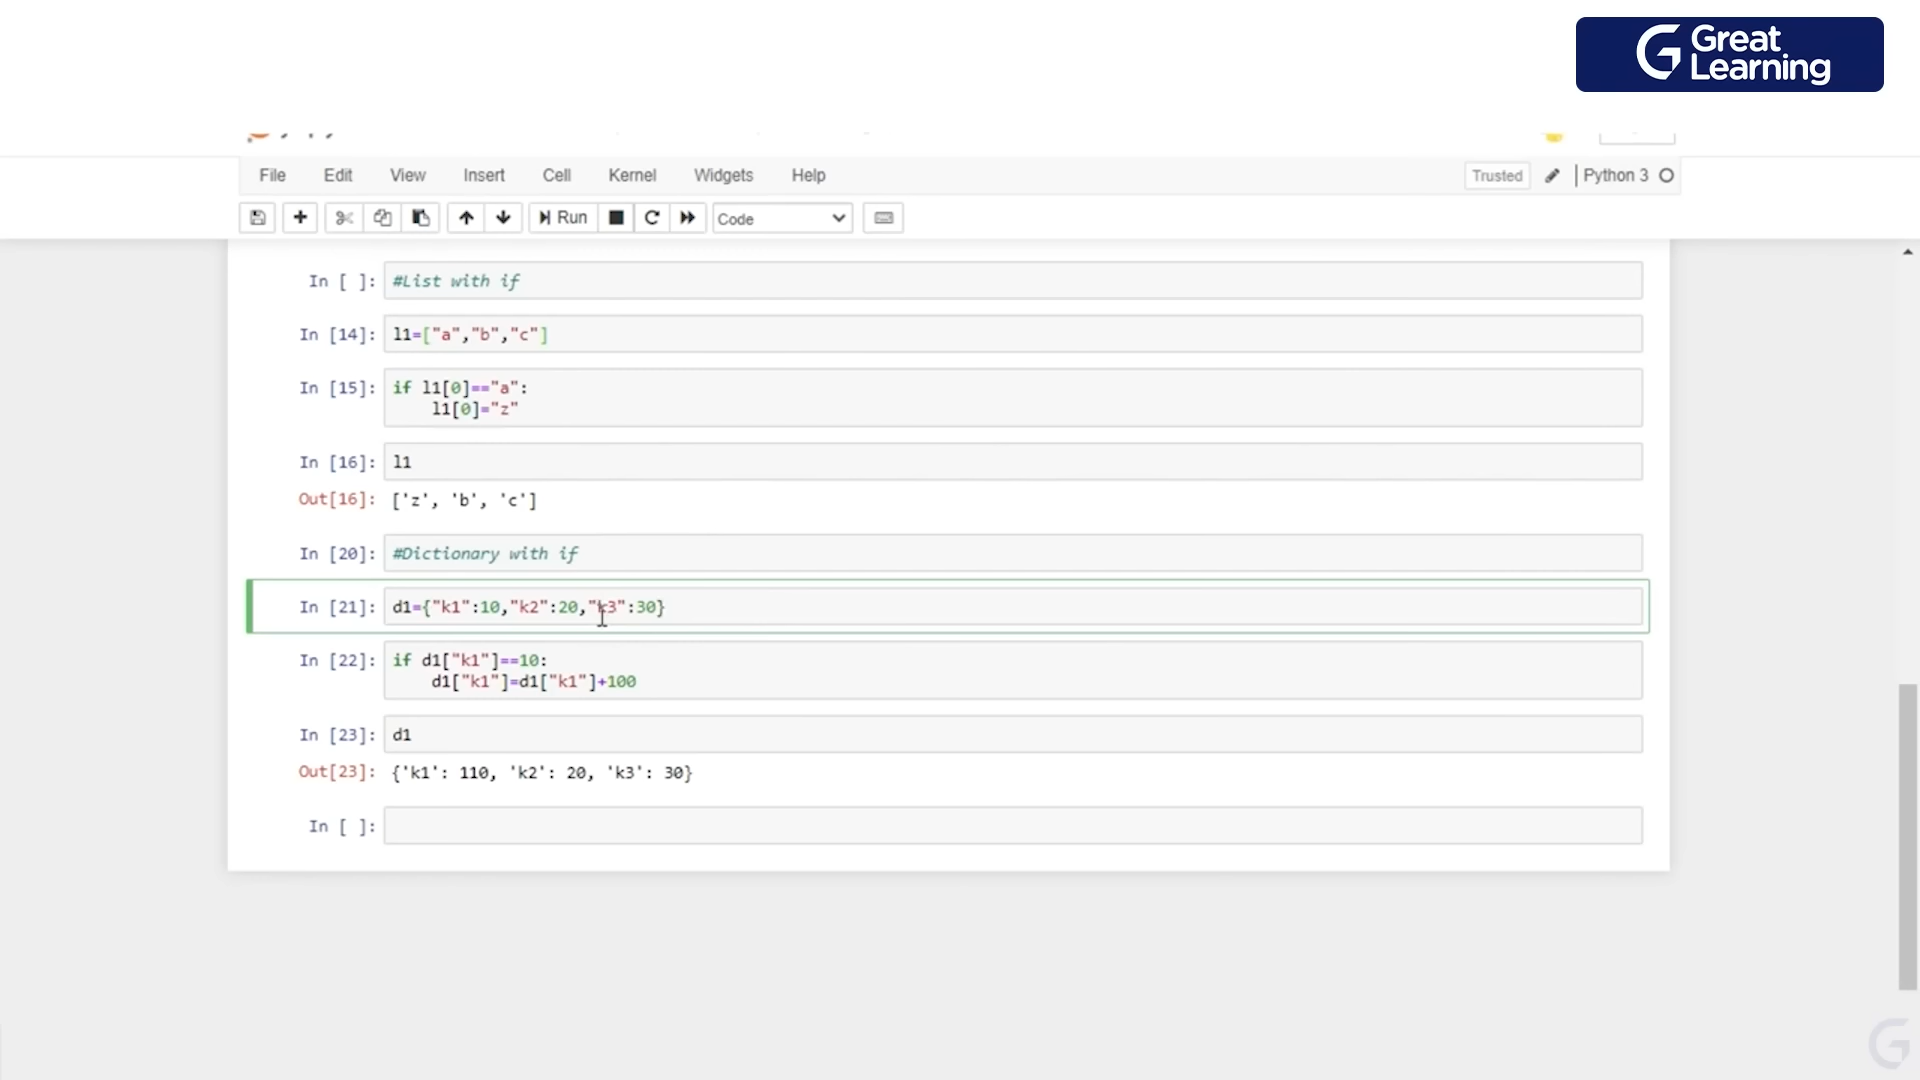 Great
Learning
File Edit View Insert Cell Kernel Widgets Help Trusted Python 3
Run Code
In [ ]: #List with if
In [14]: l1=["a","b","c"]
In [15]: if l1[0]=="a":
l1[0]="z"
In [16]: l1
Out[16]: ['z', 'b', 'c']
In [20]: #Dictionary with if
In [21]: d1={"k1":10,"k2":20,"k3":30}
In [22]: if d1["k1"]==10:
d1["k1"]=d1["k1"]+100
In [23]: d1
Out[23]: {'k1': 110, 'k2': 20, 'k3': 30}
In [ ]: